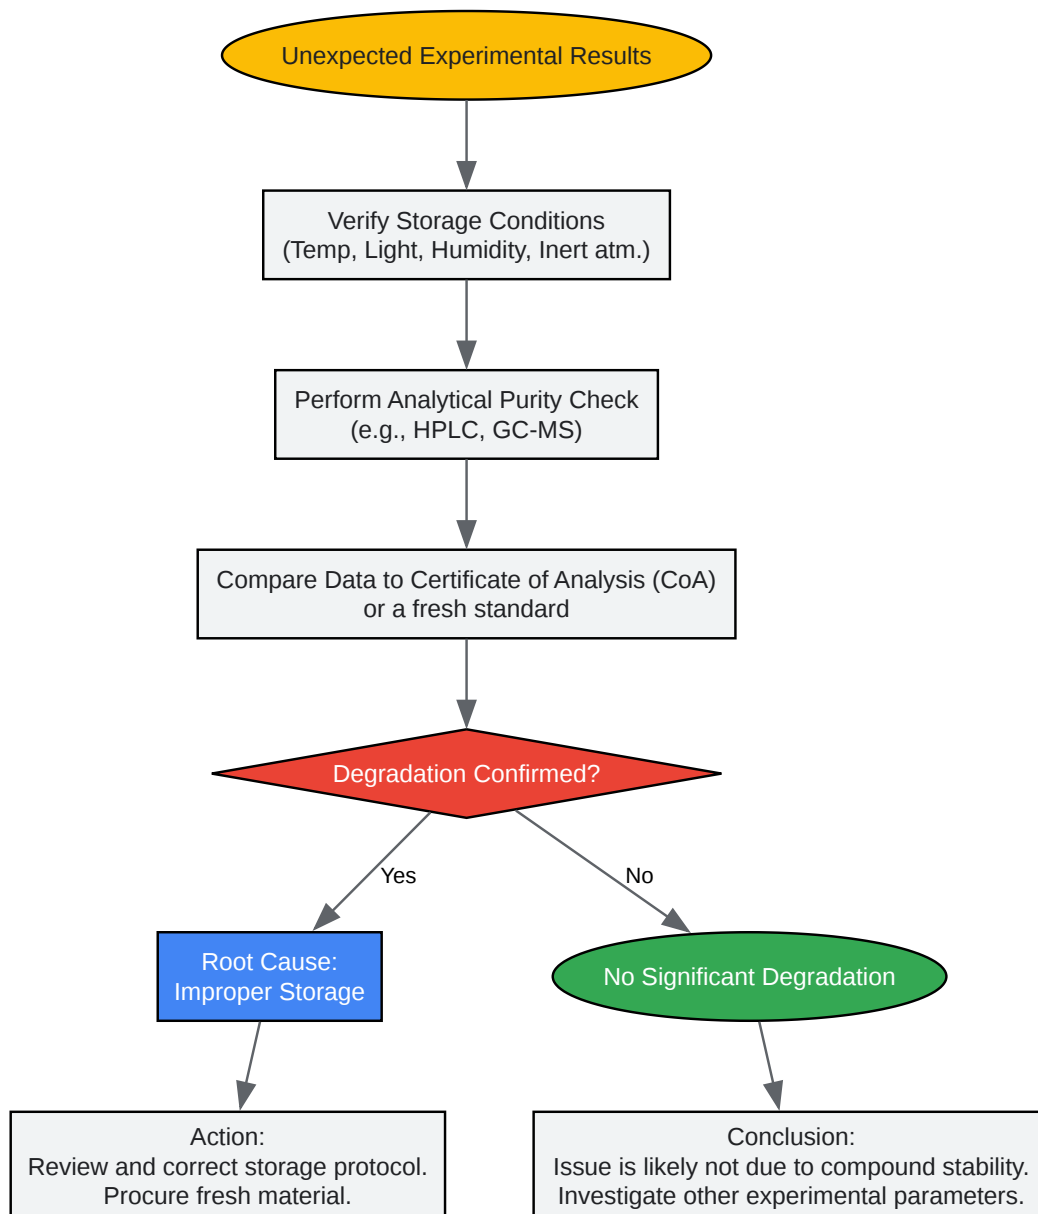 Unexpected Experimental Results
Verify Storage Conditions
(Temp, Light, Humidity, Inert atm.)
Perform Analytical Purity Check
(e.g., HPLC, GC-MS)
Compare Data to Certificate of Analysis (CoA)
or a fresh standard
Degradation Confirmed?
Yes
No
Root Cause:
Improper Storage
No Significant Degradation
Action:
Review and correct storage protocol.
Procure fresh material.
Conclusion:
Issue is likely not due to compound stability.
Investigate other experimental parameters.